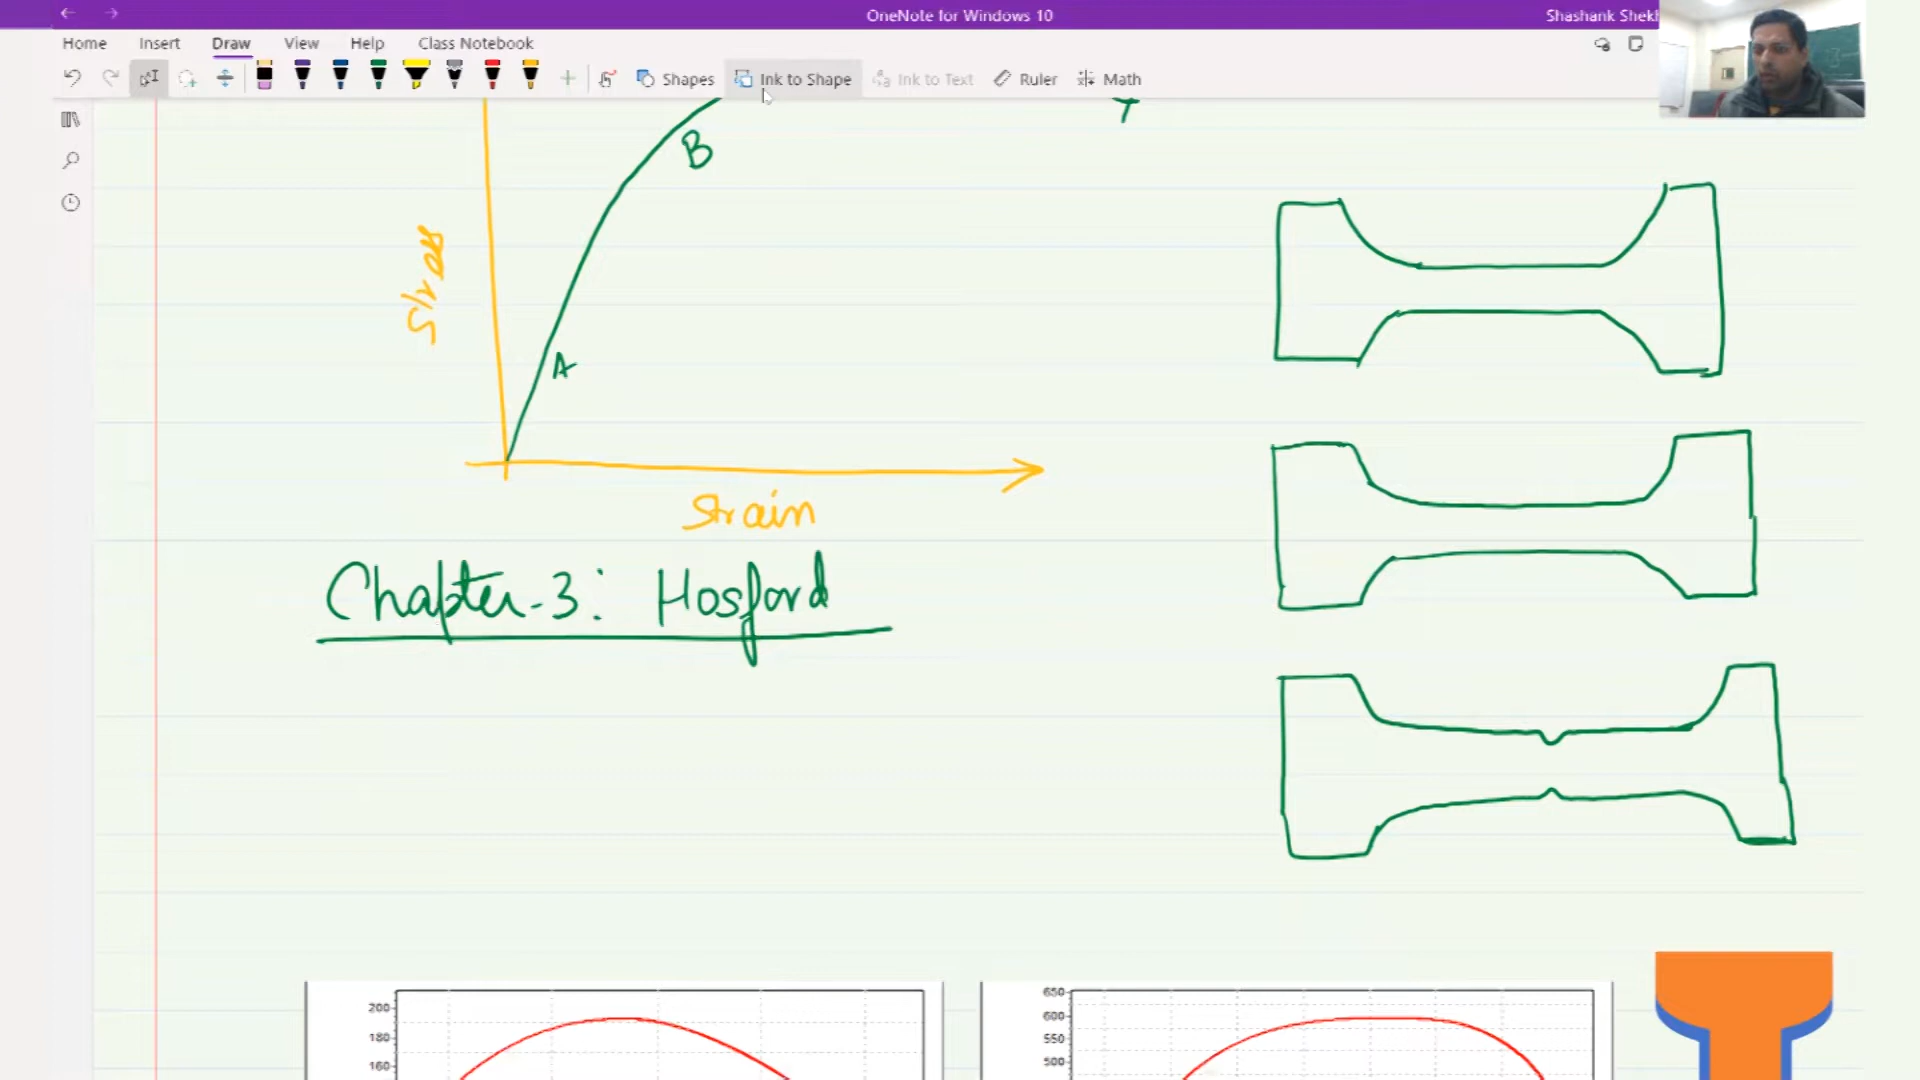 OneNote for Windows 10
Shashank Shekh
Home Insert Draw View Help Class Notebook
Shapes Ink to Shape Ink to Text Ruler Math
B
Stress
A
Strain
Chapter-3: Hosford
200
180
160
650
600
550
500